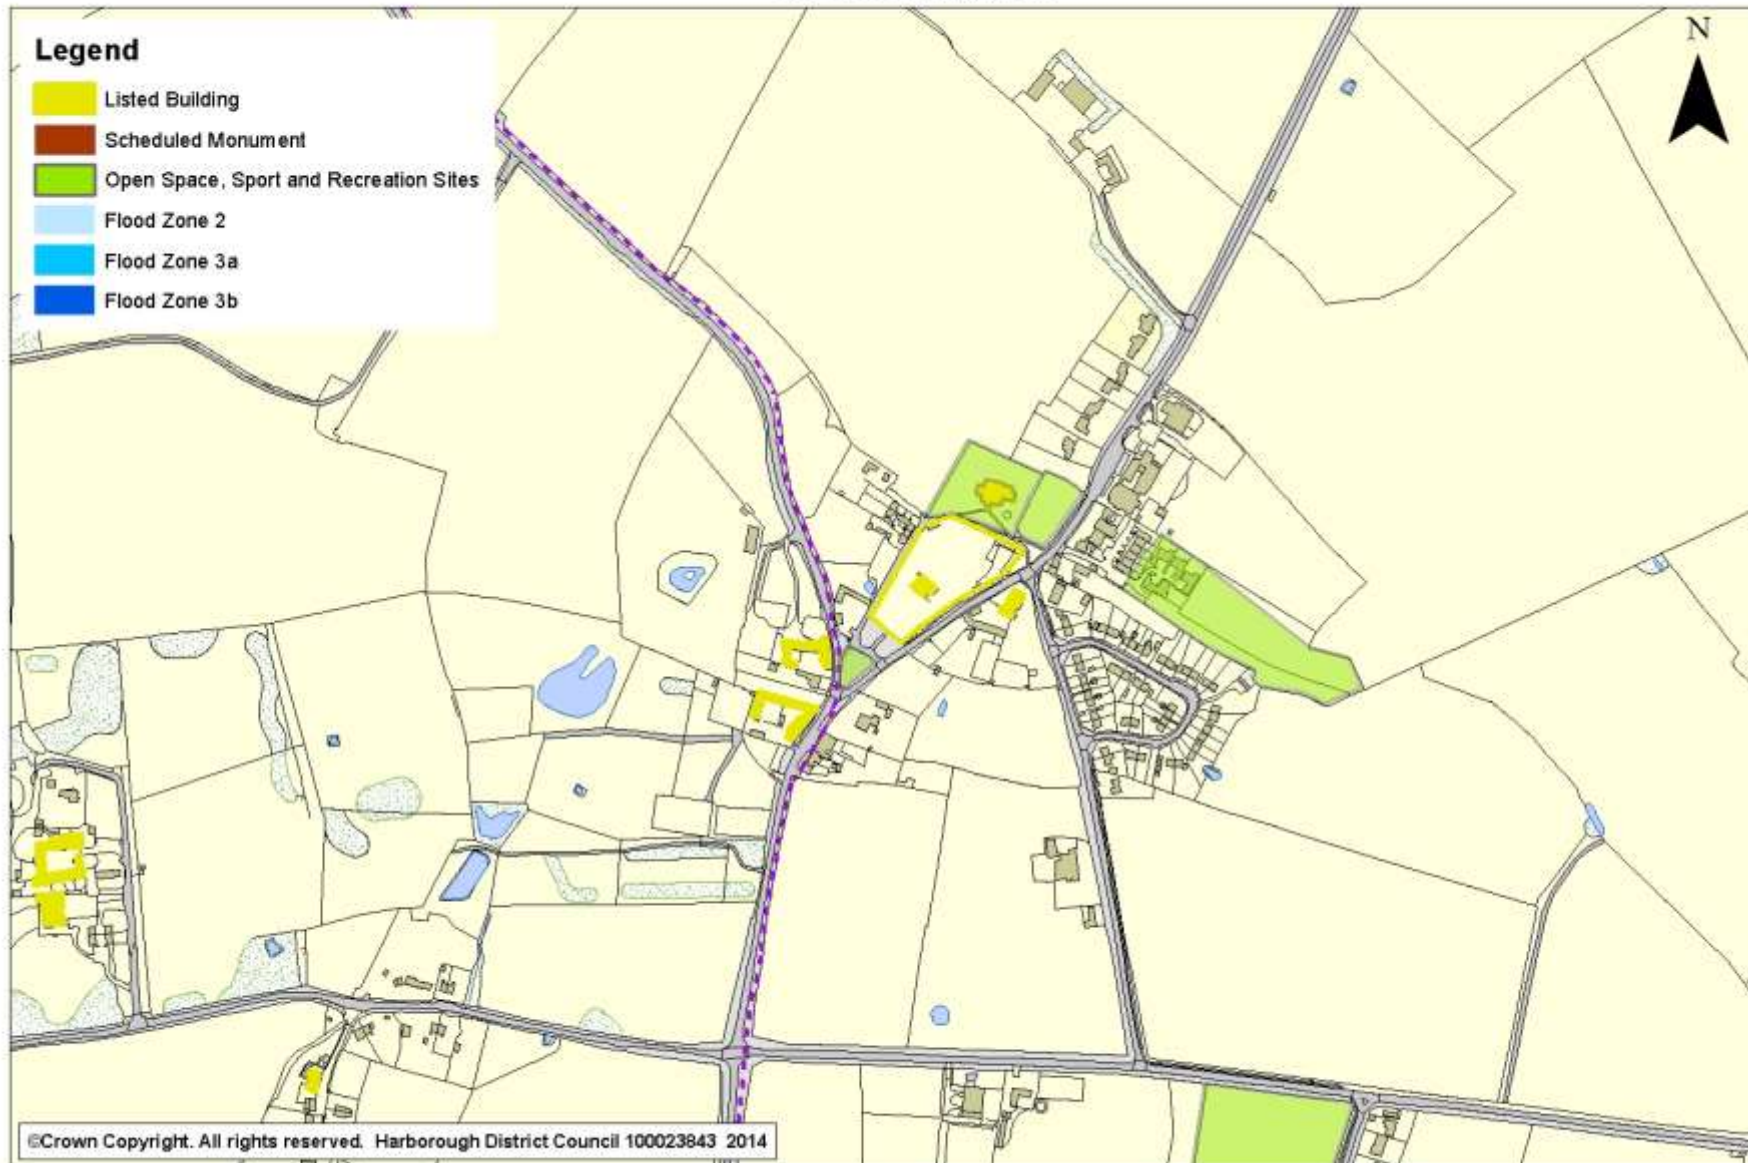 Legend
Listed Building
Scheduled Monument
Open Space, Sport and Recreation Sites
Flood Zone 2
Flood Zone 3a
Flood Zone 3b
N
©Crown Copyright. All rights reserved. Harborough District Council 100023843 2014